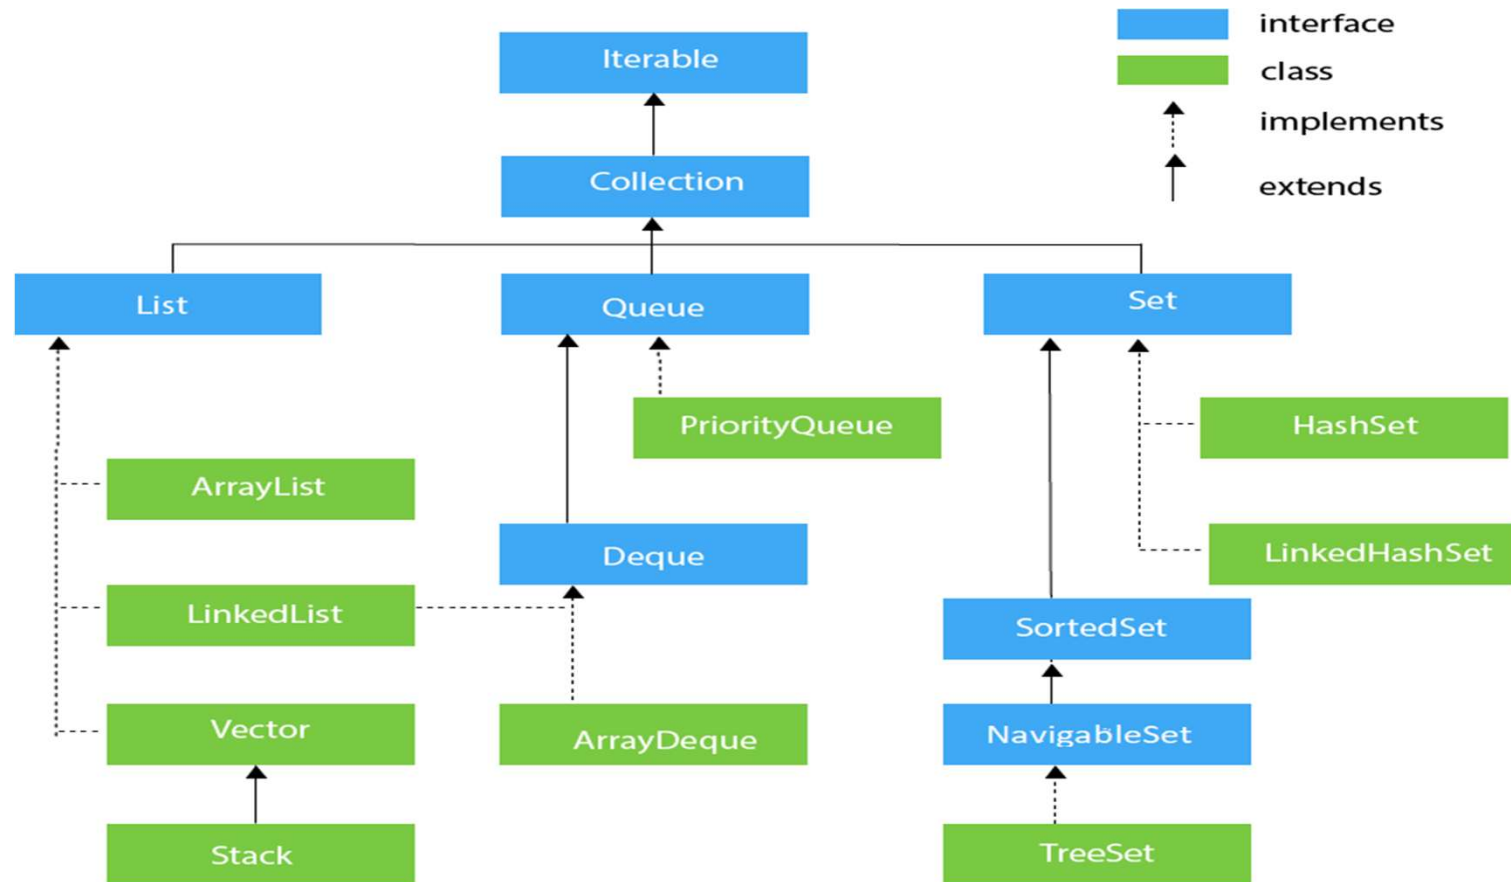 interface
Iterable
class
implements
Collection
extends
List
Queue
Set
PriorityQueue
HashSet
ArrayList
Deque
LinkedHashSet
LinkedList
SortedSet
Vector
ArrayDeque
NavigableSet
Stack
TreeSet